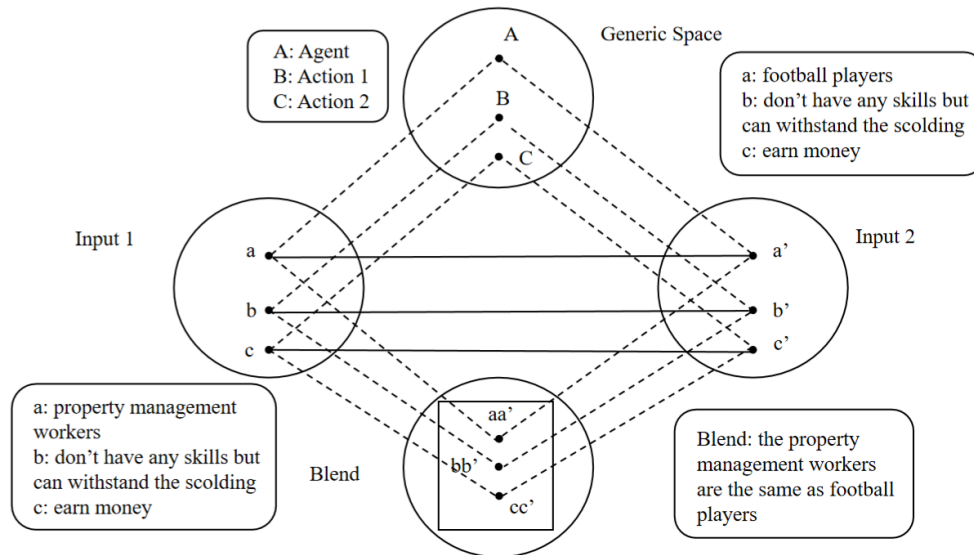 A
Generic Space
A: Agent
B: Action 1
C: Action 2
B
C
a: football players
b: don’t have any skills but
can withstand the scolding
c: earn money
Input 1
Input 2
a
a’
b
b’
c
c’
a: property management
workers
b: don’t have any skills but
can withstand the scolding
c: earn money
Blend
aa’
bb’
cc’
Blend: the property
management workers
are the same as football
players